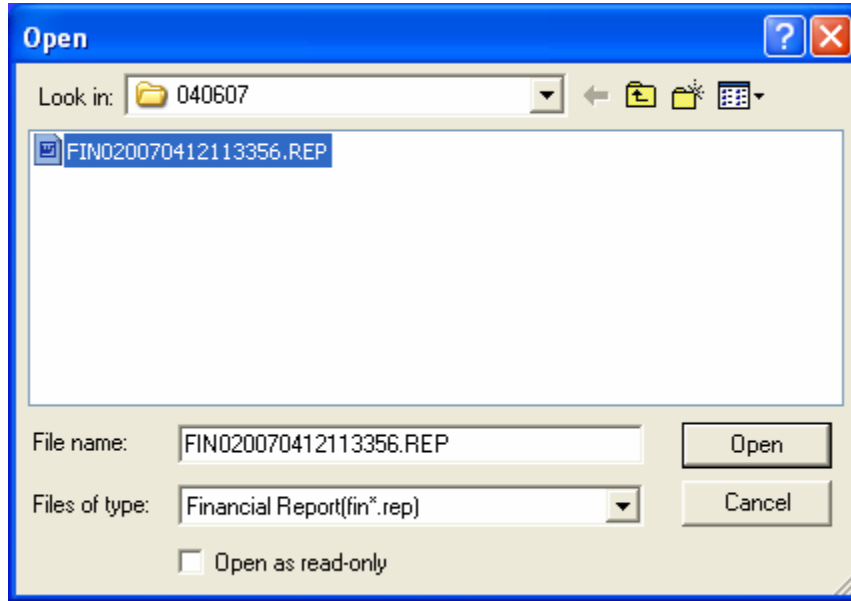 Open
Look in: 040607
FIN020070412113356.REP
File name: FIN020070412113356.REP Open
Files of type: Financial Report(fin*.rep) Cancel
Open as read-only